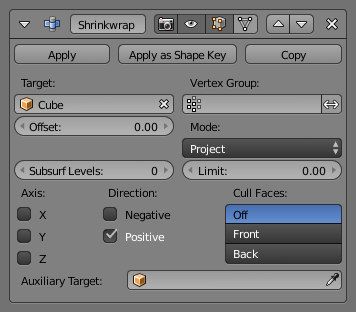 Shrinkwrap
Apply Apply as Shape Key Copy
Target: Vertex Group:
Cube
Offset: 0.00 Mode:
Project
Subsurf Levels: 0 Limit: 0.00
Axis: Direction: Cull Faces:
X Negative Off
Y Positive Front
Z Back
Auxiliary Target: